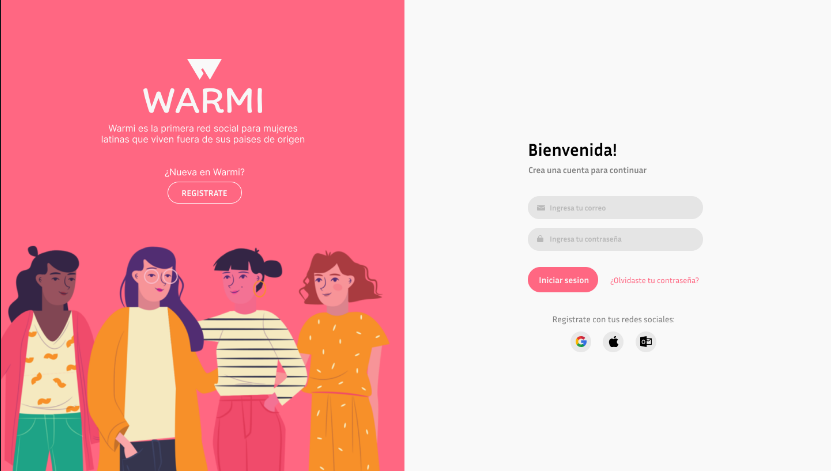 WARMI
Warmi es la primera red social para mujeres
latinas que viven fuera de sus paises de origen
¿Nueva en Warmi?
REGISTRATE
Bienvenida!
Crea una cuenta para continuar
Ingresa tu correo
Ingresa tu contraseña
Iniciar sesion
¿Olvidaste tu contraseña?
Registrate con tus redes sociales: